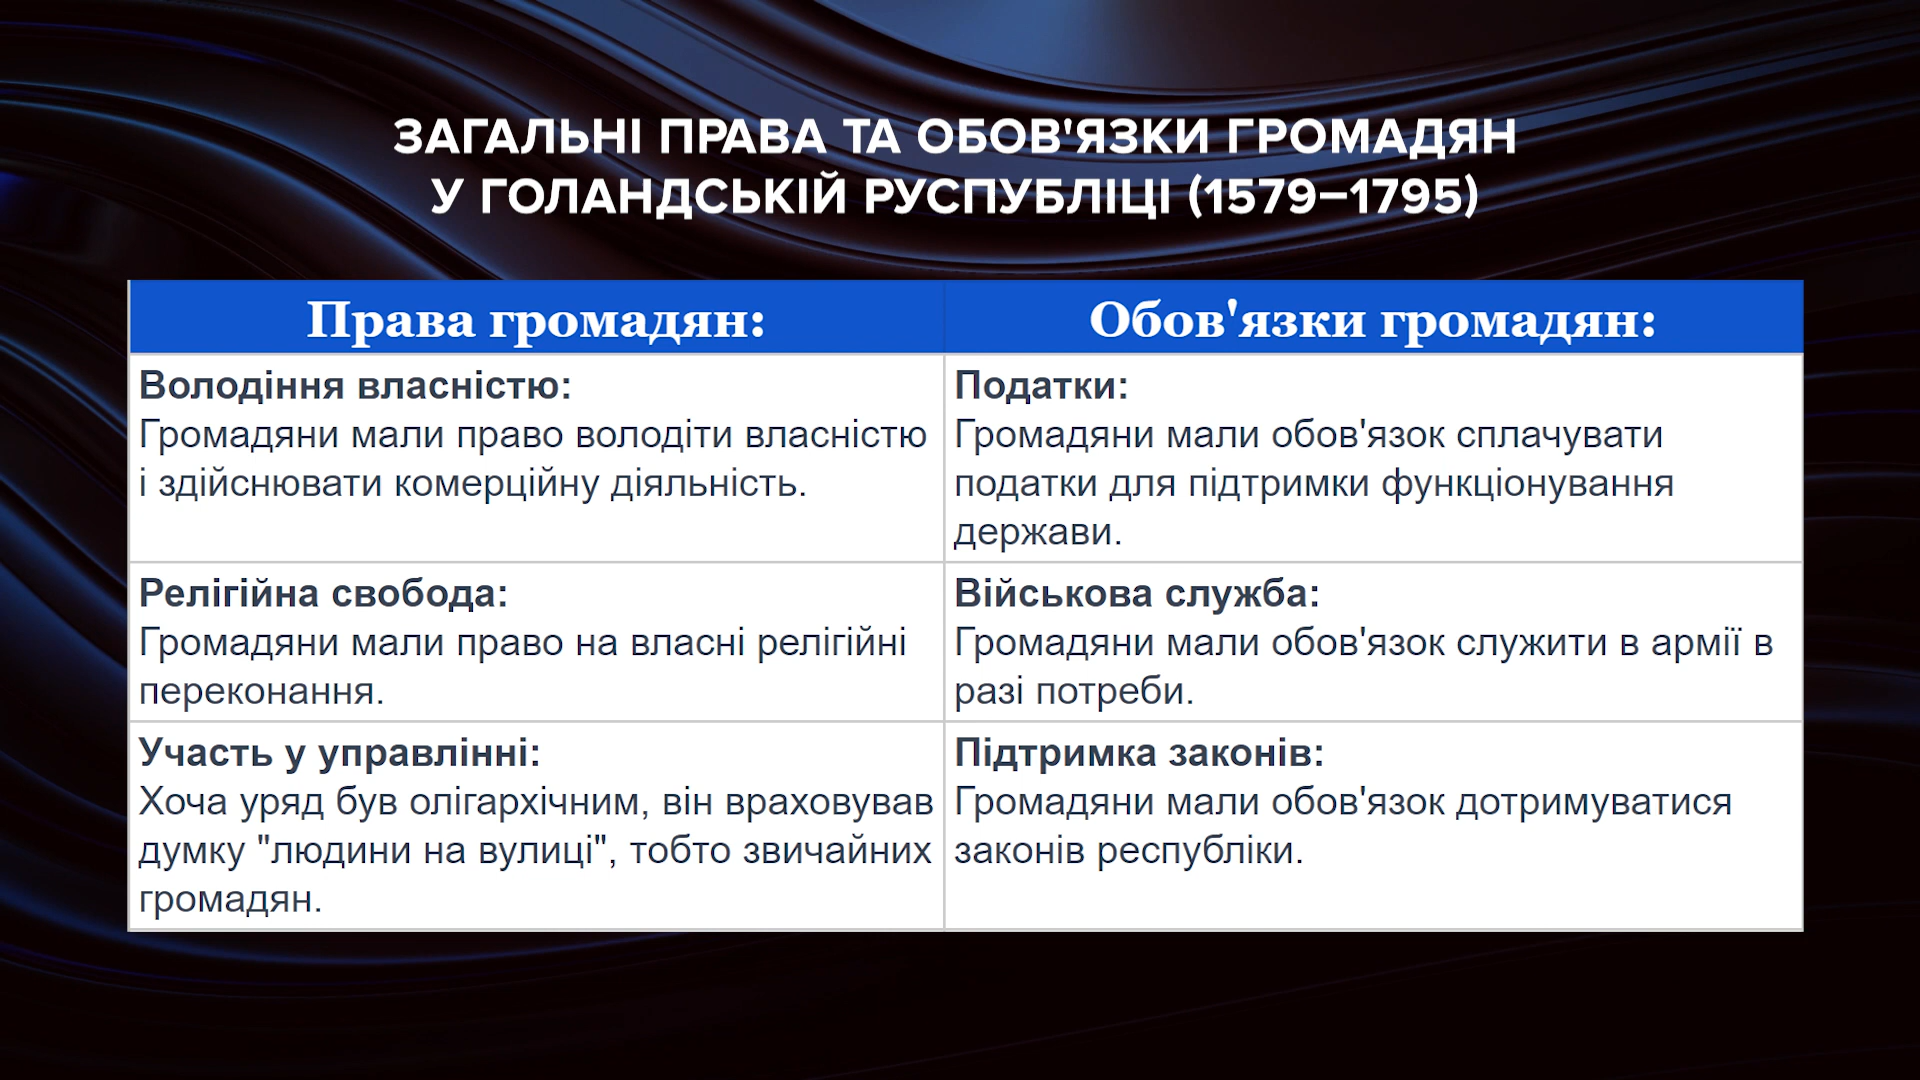 ЗАГАЛЬНІ ПРАВА ТА ОБОВ'ЯЗКИ ГРОМАДЯН
У ГОЛАНДСЬКІЙ РУСПУБЛІЦІ (1579–1795)
Права громадян:
Обов'язки громадян:
Володіння власністю:
Громадяни мали право володіти власністю
і здійснювати комерційну діяльність.
Податки:
Громадяни мали обов'язок сплачувати
податки для підтримки функціонування
держави.
Релігійна свобода:
Громадяни мали право на власні релігійні
переконання.
Військова служба:
Громадяни мали обов'язок служити в армії в
разі потреби.
Участь у управлінні:
Хоча уряд був олігархічним, він враховував
думку "людини на вулиці", тобто звичайних
громадян.
Підтримка законів:
Громадяни мали обов'язок дотримуватися
законів республіки.